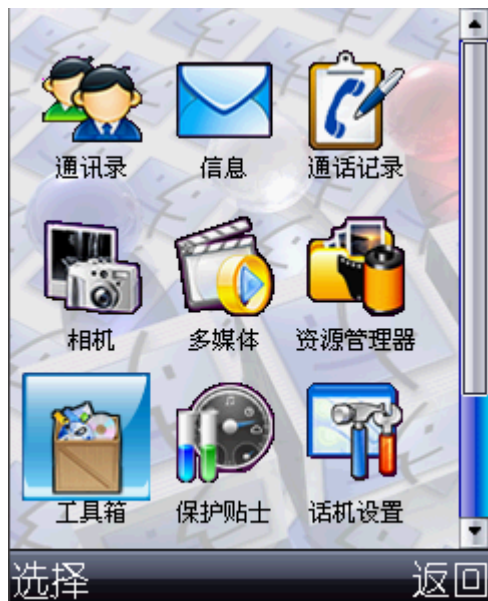 通讯录
信息
通话记录
相机
多媒体
资源管理器
工具箱
保护贴士
话机设置
选择
返回